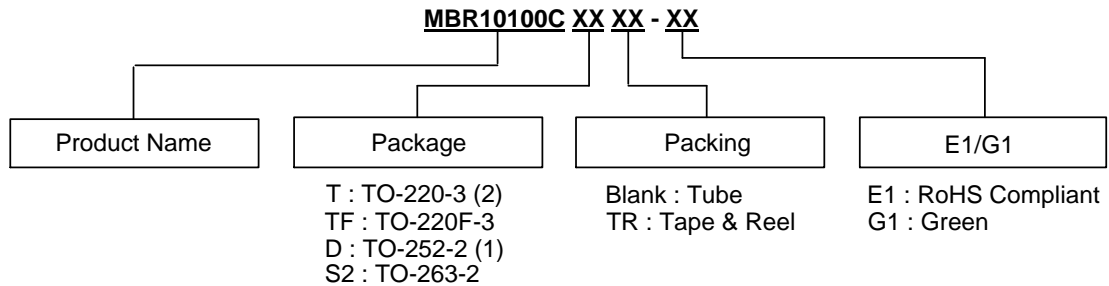 MBR10100C XX XX - XX
Product Name
Package
Packing
E1/G1
T : TO-220-3 (2)
TF : TO-220F-3
D : TO-252-2 (1)
S2 : TO-263-2
Blank : Tube
TR : Tape & Reel
E1 : RoHS Compliant
G1 : Green